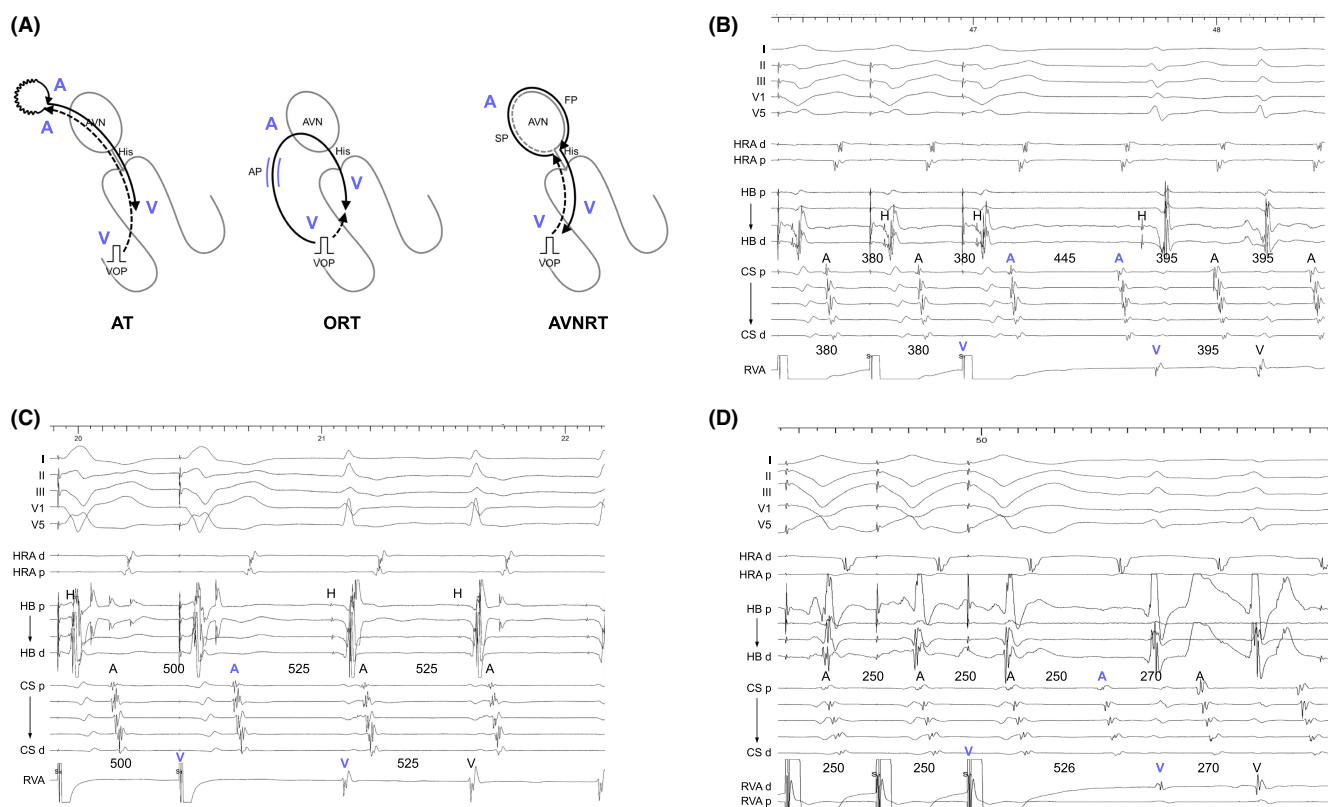 (A)
A
A
AVN
His
V
V
VOP
AT
A
AVN
His
AP
V
V
VOP
ORT
A
FP
AVN
SP
His
V
V
VOP
AVNRT
(B)
47 48
I
II
III
V1
V5
HRA d
HRA p
HB p
H H H
HB d
380 380 A 445 A 395 A 395 A
A A
CS p
CS d
380 380 V V 395 V
S S
RVA
(C)
20 21 22
I
II
III
V1
V5
HRA d
HRA p
H H H
HB p
HB d
A 500 A 525 A 525 A
CS p
CS d
500 V V 525 V
S S
RVA
(D)
50
I
II
III
V1
V5
HRA d
HRA p
HB p
HB d
A 250 A 250 A 250 A 270 A
CS p
CS d
250 250 V 526 V 270 V
S S
RVA d
RVA p